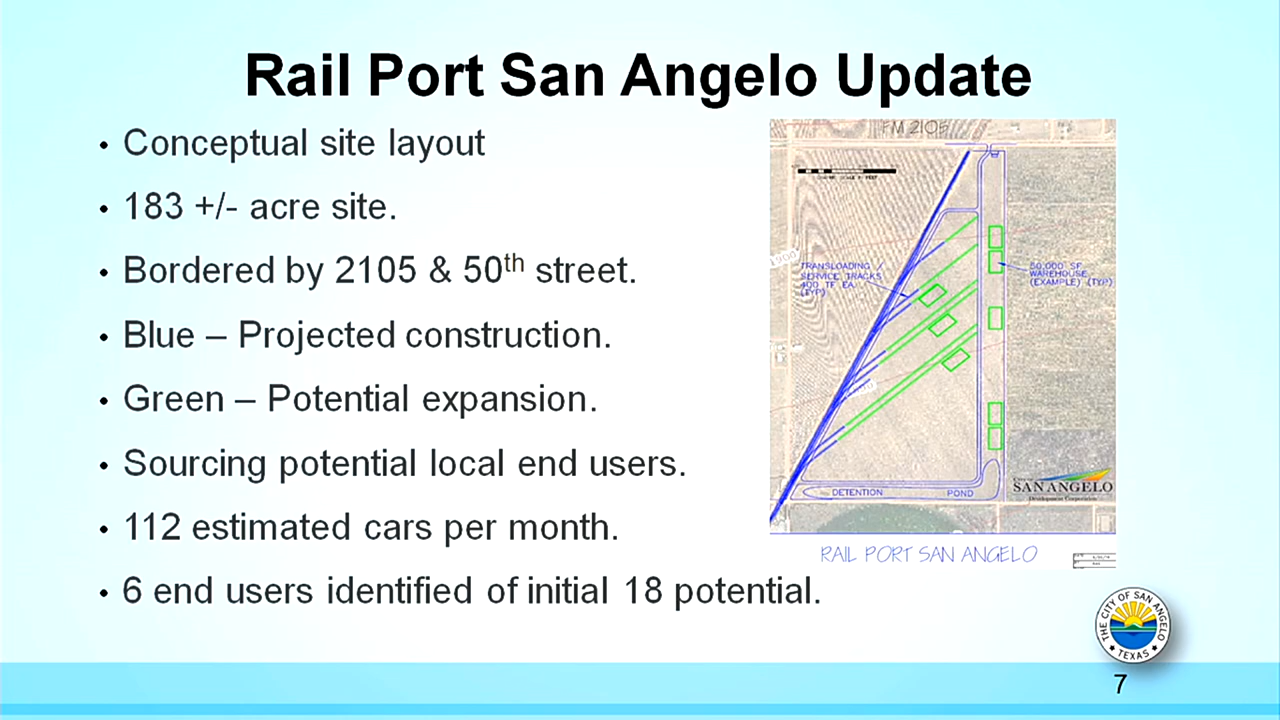 Rail Port San Angelo Update
• Conceptual site layout
• 183 +/- acre site.
• Bordered by 2105 & 50th street.
• Blue – Projected construction.
• Green – Potential expansion.
• Sourcing potential local end users.
• 112 estimated cars per month.
• 6 end users identified of initial 18 potential.
FM 2105
TRANSLOADING /
SERVICE TRACKS
400 TF EA.
(TYP)
50,000 SF
WAREHOUSE
(EXAMPLE) (TYP)
DETENTION POND
SAN ANGELO
Development Corporation
RAIL PORT SAN ANGELO
THE CITY OF SAN ANGELO
TEXAS
7